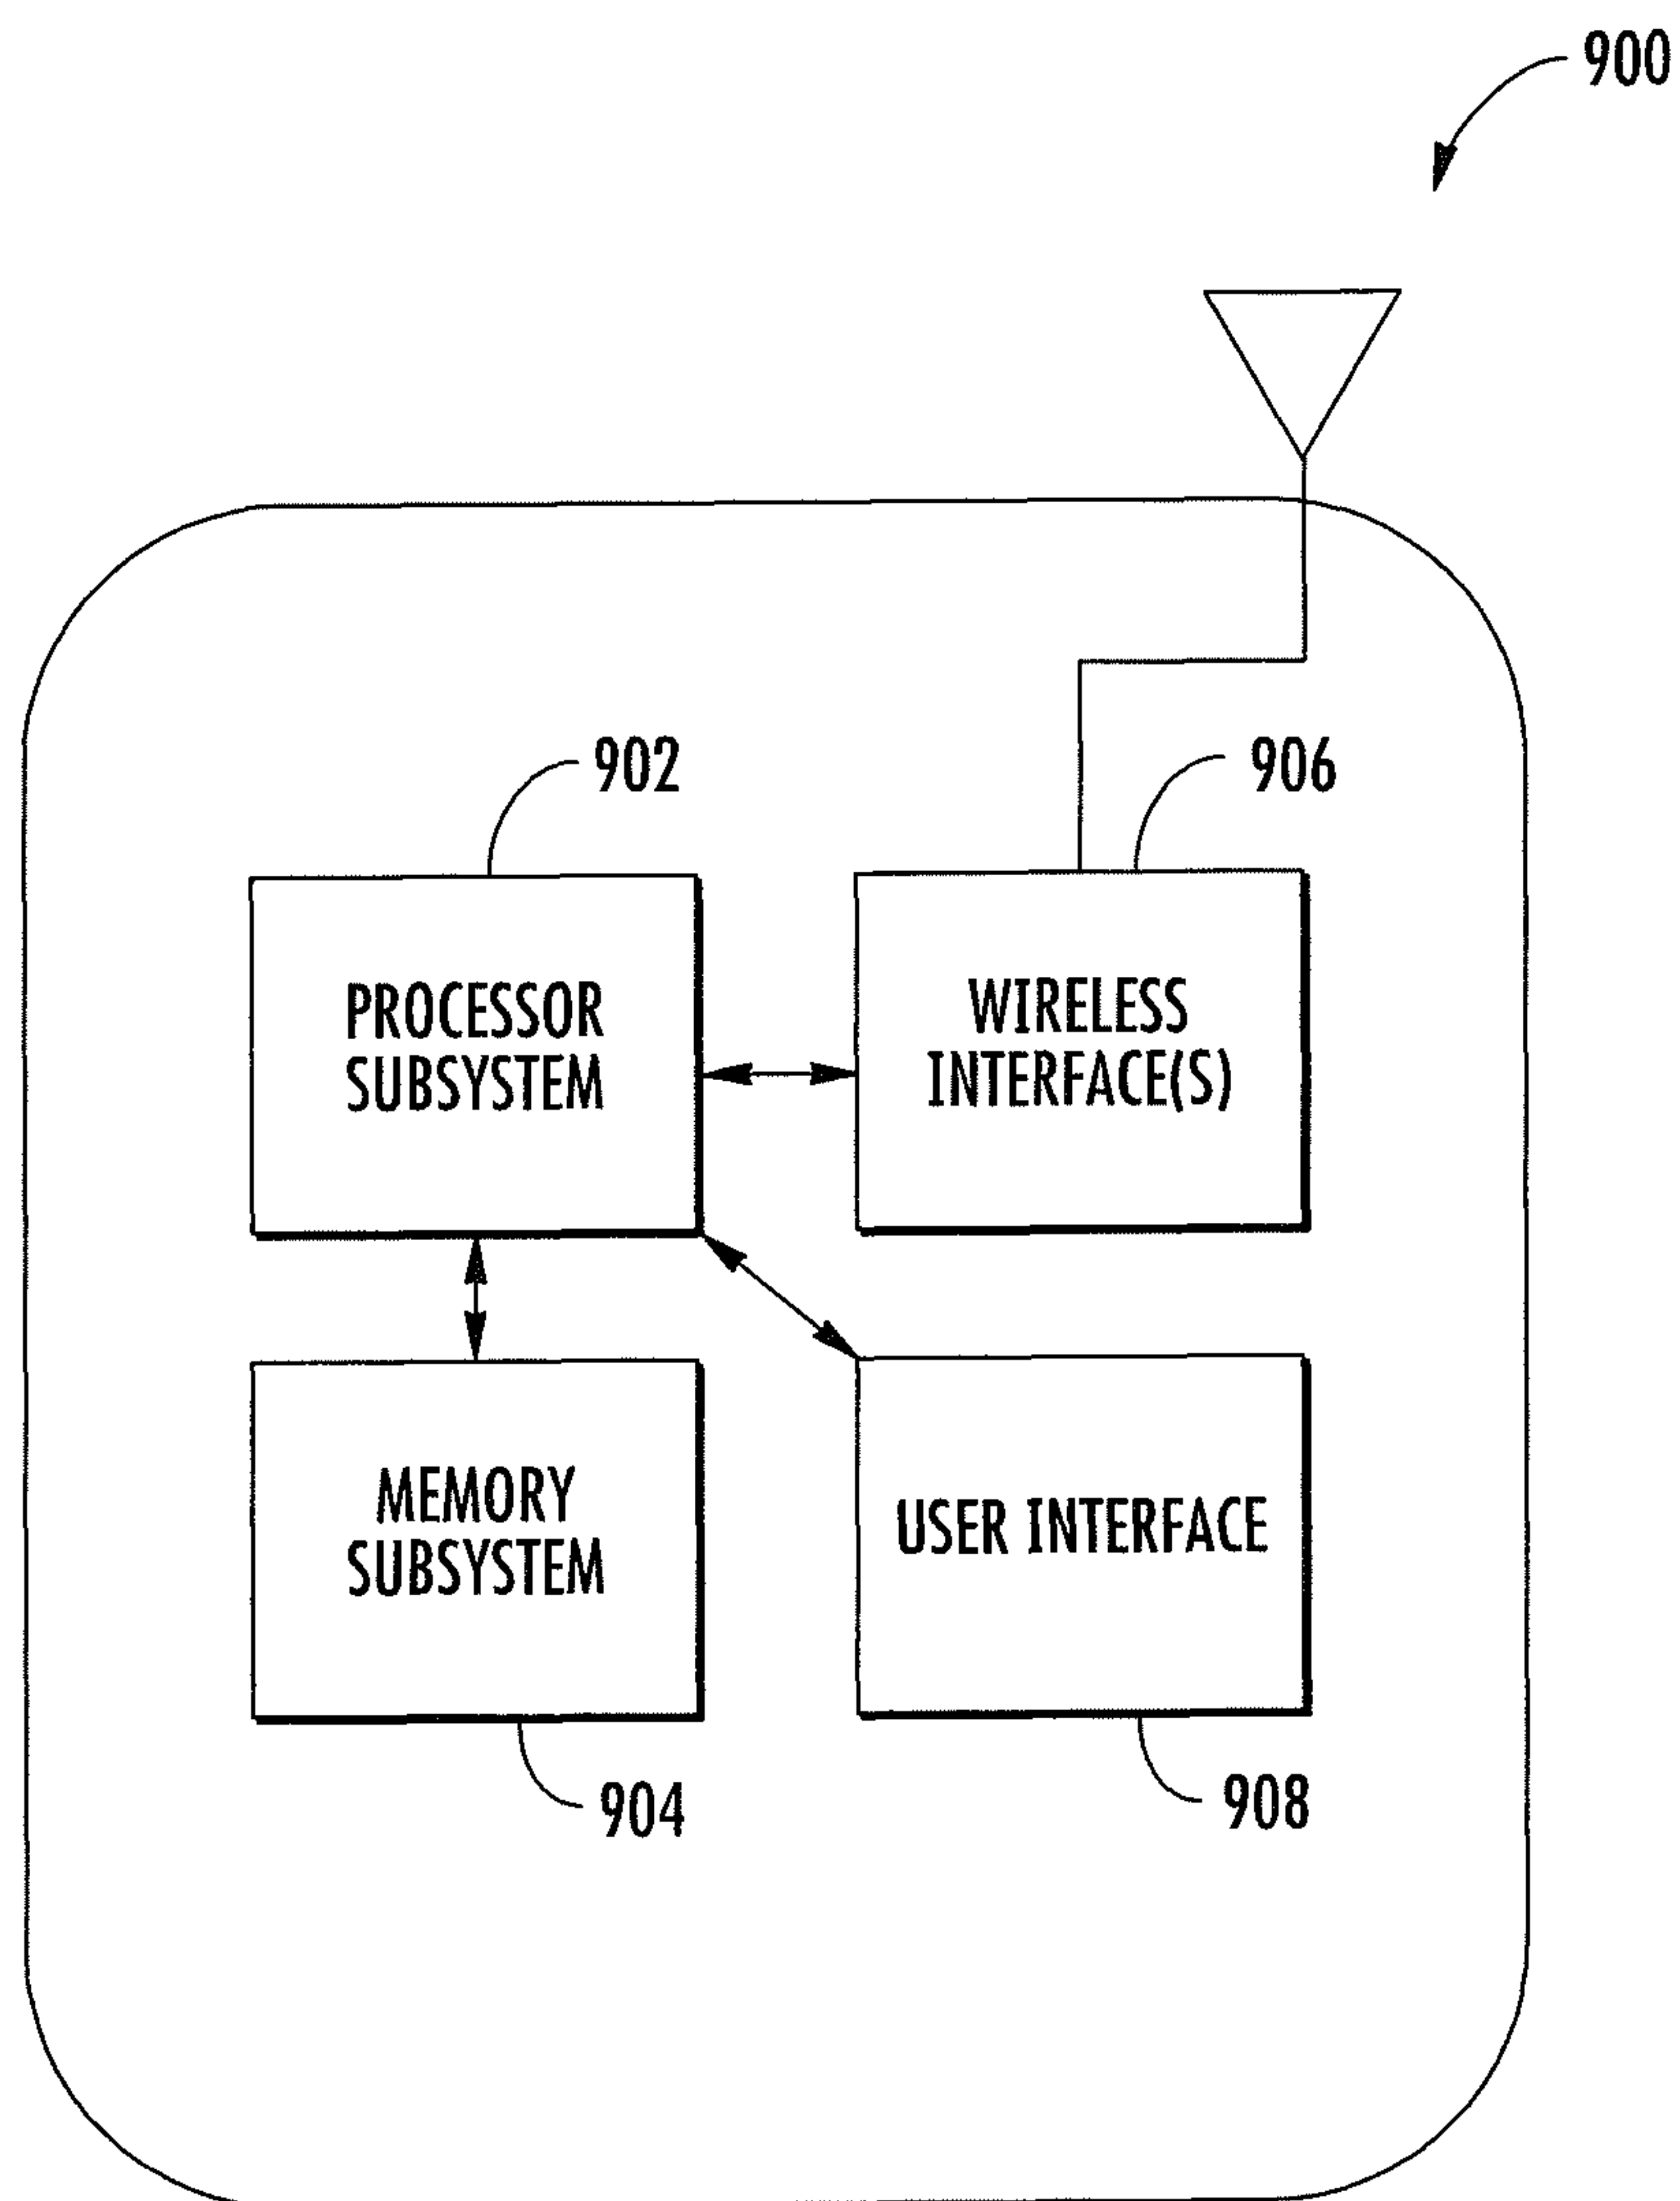 900
902
906
PROCESSOR
SUBSYSTEM
WIRELESS
INTERFACE(S)
MEMORY
SUBSYSTEM
USER INTERFACE
904
908